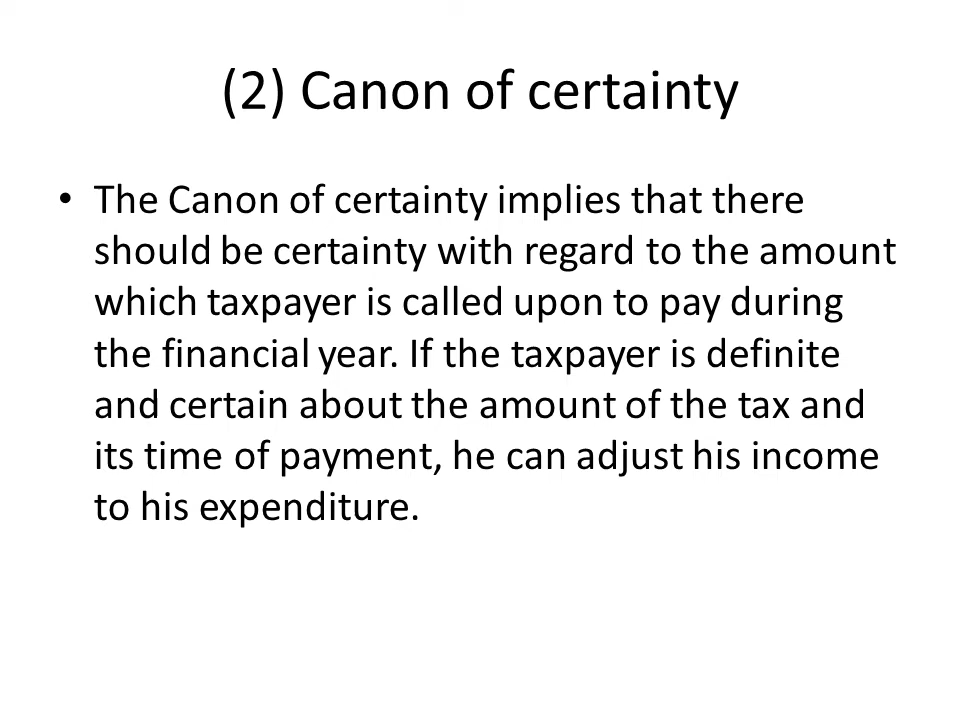 (2) Canon of certainty
• The Canon of certainty implies that there
should be certainty with regard to the amount
which taxpayer is called upon to pay during
the financial year. If the taxpayer is definite
and certain about the amount of the tax and
its time of payment, he can adjust his income
to his expenditure.